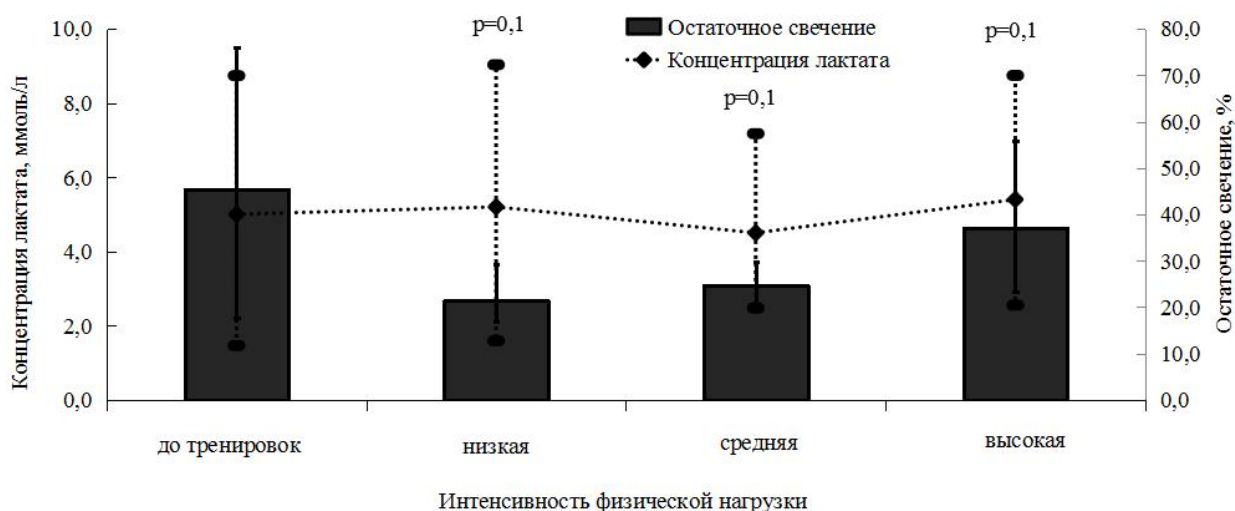 10,0
8,0
6,0
4,0
2,0
0,0
Концентрация лактата, ммоль/л
p=0,1
p=0,1
p=0,1
Остаточное свечение
Концентрация лактата
80,0
70,0
60,0
50,0
40,0
30,0
20,0
10,0
0,0
Остаточное свечение, %
до тренировок
низкая
средняя
высокая
Интенсивность физической нагрузки